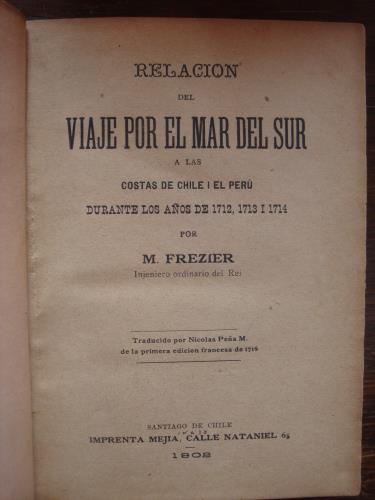 RELACION
DEL
VIAJE POR EL MAR DEL SUR
A LAS
COSTAS DE CHILE I EL PERÚ
DURANTE LOS AÑOS DE 1712, 1713 I 1714
POR
M. FREZIER
Injeniero ordinario del Rei
Traducido por Nicolas Peña M.
de la primera edicion francesa de 1716
SANTIAGO DE CHILE
IMPRENTA MEJIA, CALLE NATANIEL 65
1902